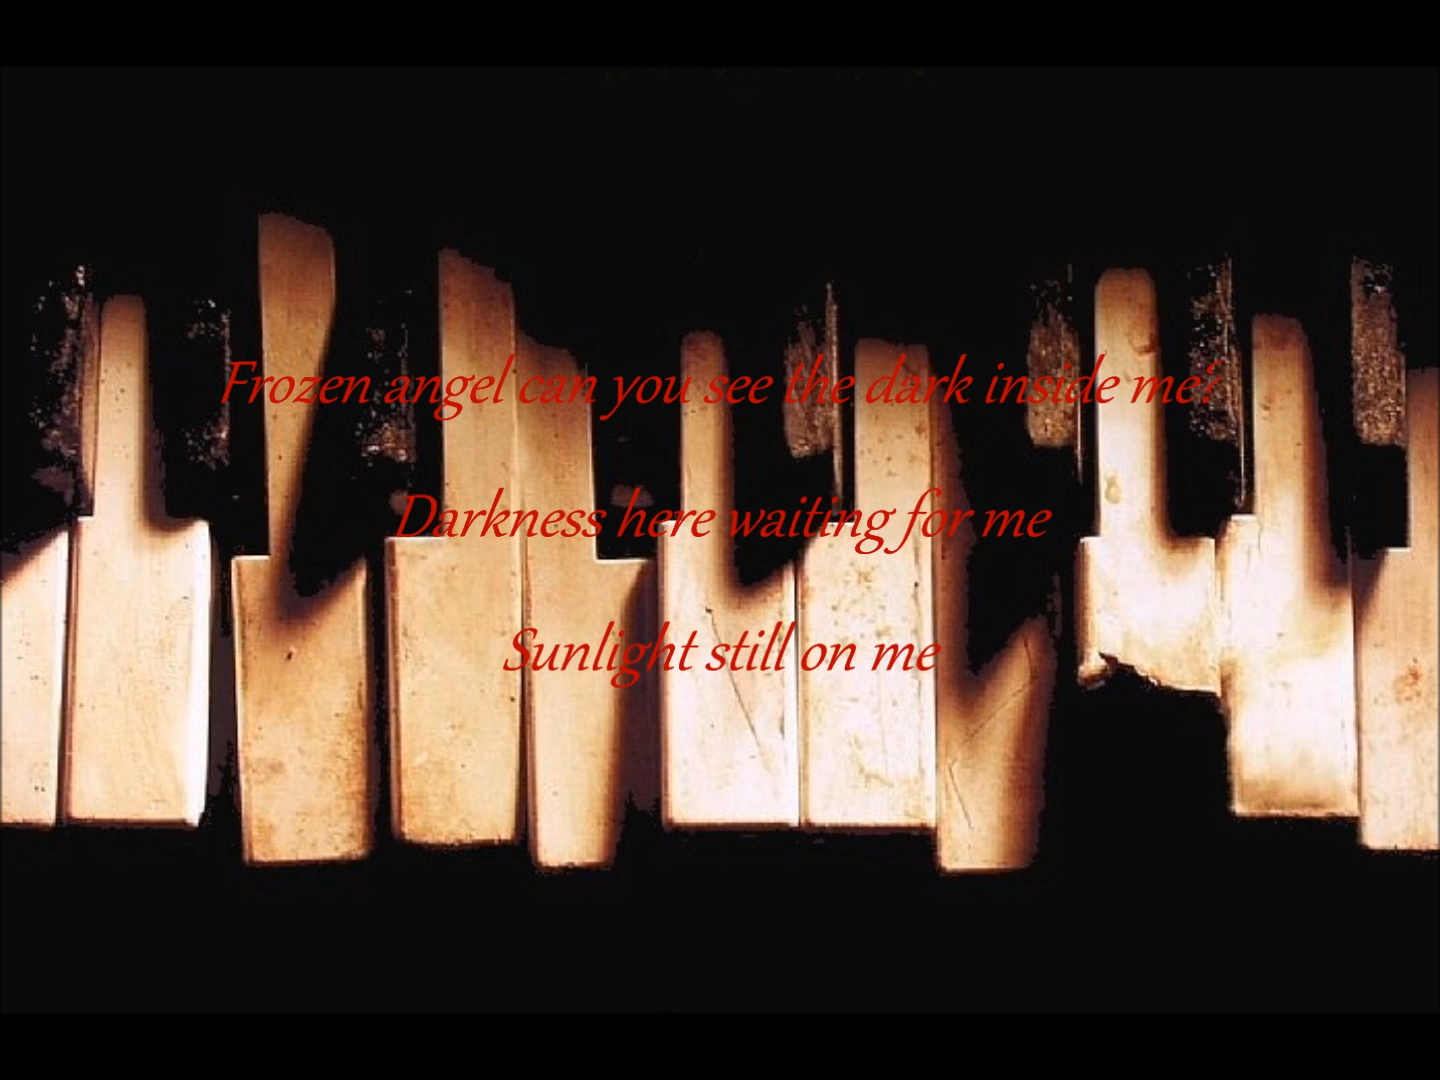 Frozen angel can you see the dark inside me?
Darkness here waiting for me
Sunlight still on me